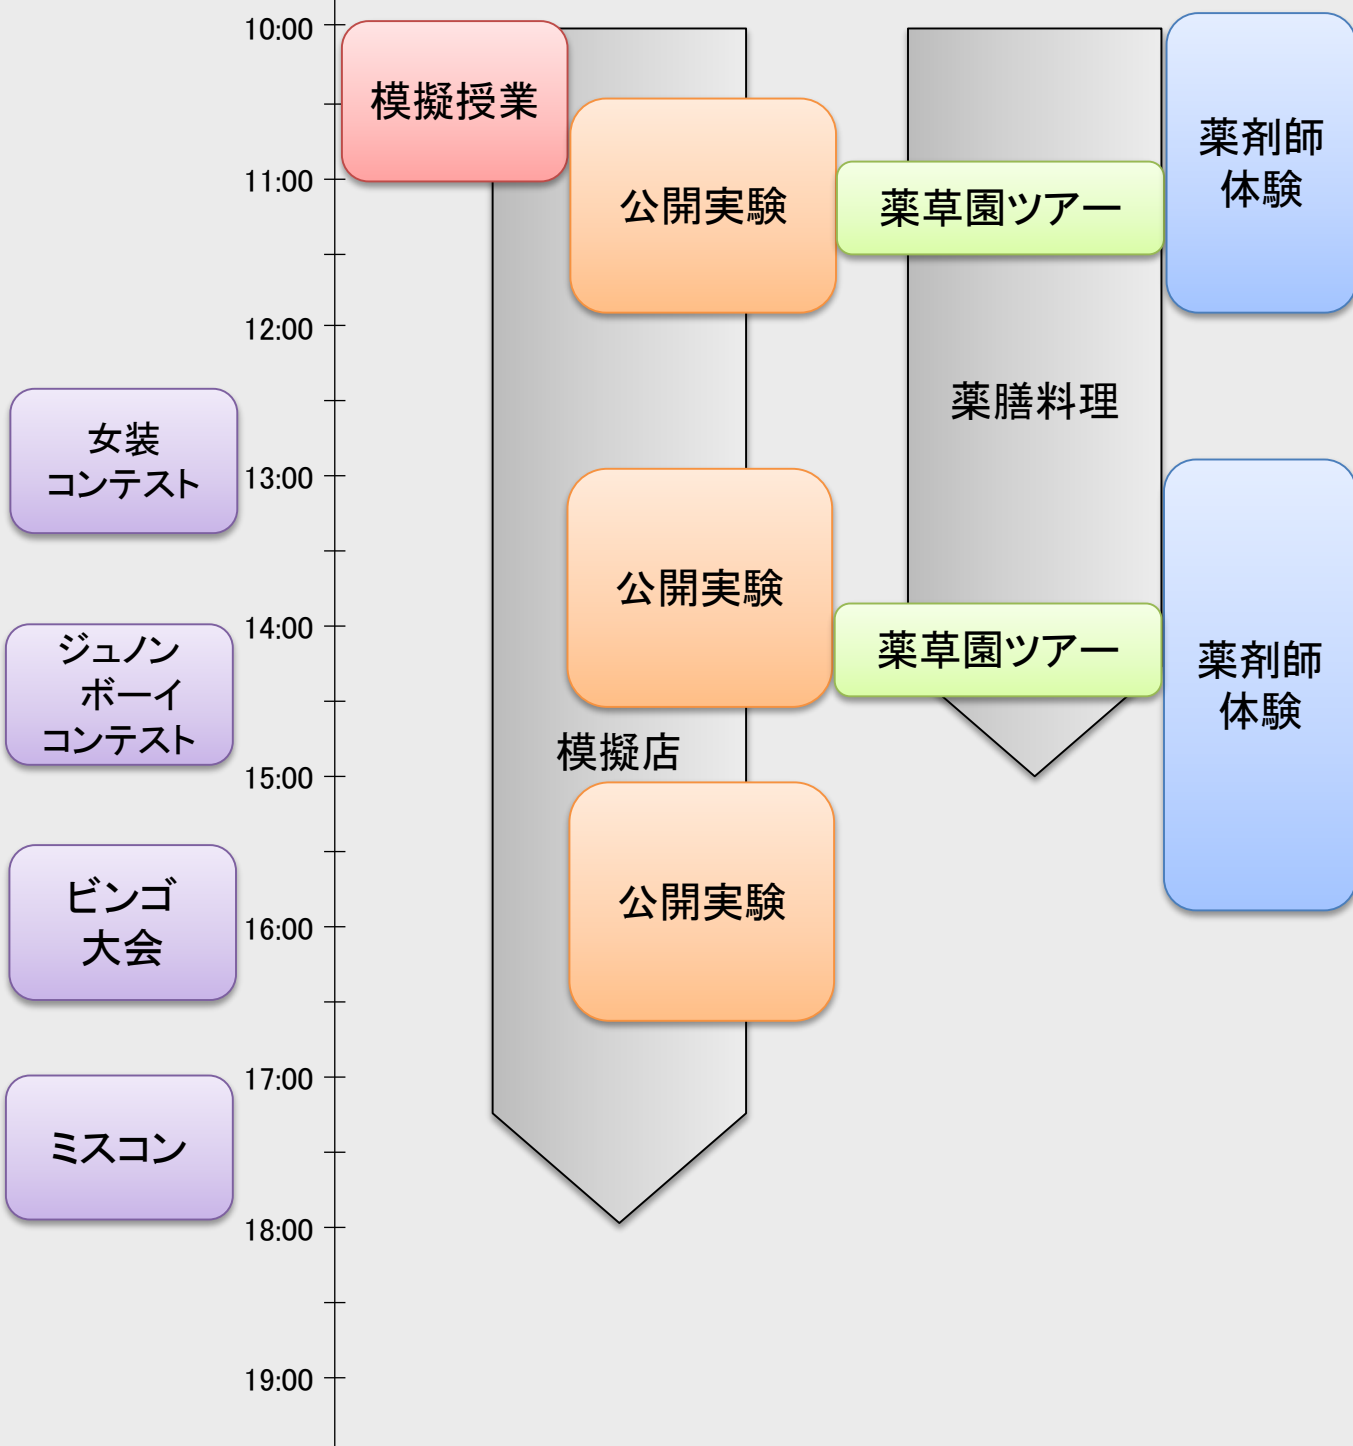 10:00
模擬授業
公開実験
薬剤師
体験
11:00
薬草園ツアー
12:00
薬膳料理
女装
コンテスト
13:00
公開実験
14:00
ジュノン
ボーイ
コンテスト
薬草園ツアー
薬剤師
体験
模擬店
15:00
ビンゴ
大会
公開実験
16:00
17:00
ミスコン
18:00
19:00